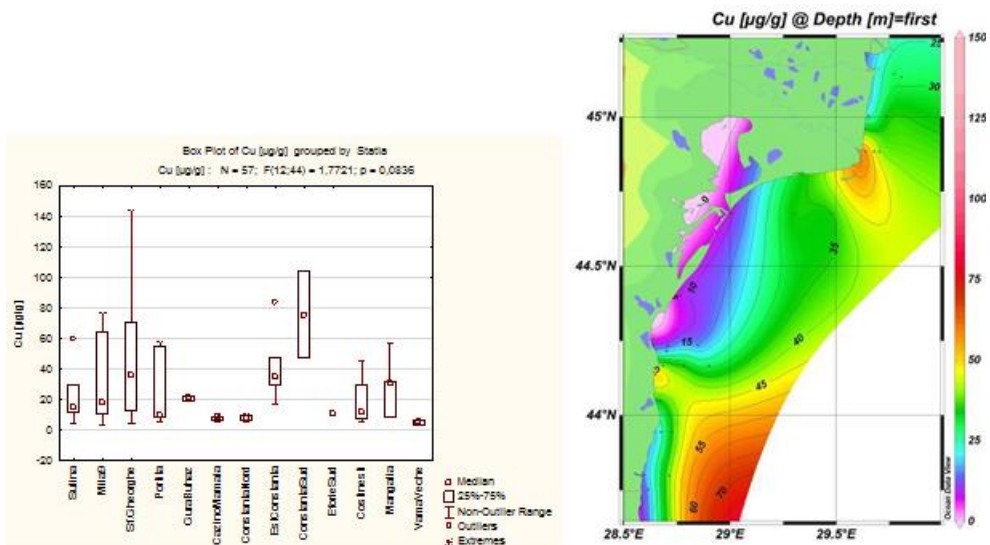 Box Plot of Cu [µg/g] grouped by Statia
Cu [µg/g] : N = 57; F(12;44) = 1,7721; p = 0,0836
160
140
120
100
80
60
40
20
0
-20
Cu [µg/g]
Sulina
Mila9
Sf.Gheorghe
Portita
GuraBuhaz
CazinoMamaia
ConstantaNord
EstConstanta
ConstantaSud
EforieSud
Costinesti
Mangalia
VamaVeche
Median
25%-75%
Non-Outlier Range
Outliers
Extremes
Cu [µg/g] @ Depth [m]=first
45°N
44.5°N
44°N
28.5°E
29°E
29.5°E
25
30
0
10
15
35
40
45
55
60
70
150
125
100
75
50
25
0
Ocean Data View